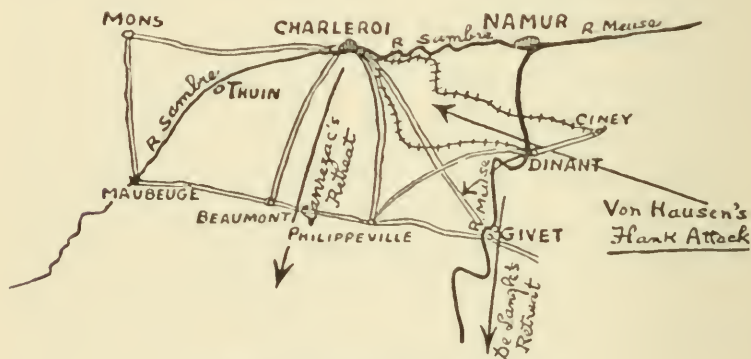 MONS
CHARLEROI
NAMUR
R Sambre
R. Meuse
R Sambre
THUIN
CINEY
DINANT
MAUBEUGE
BEAUMONT
Lanrezac's
Retreat
PHILIPPEVILLE
R. Meuse
GIVET
Von Hausen's
Flank Attack
De Langle's
Retreat